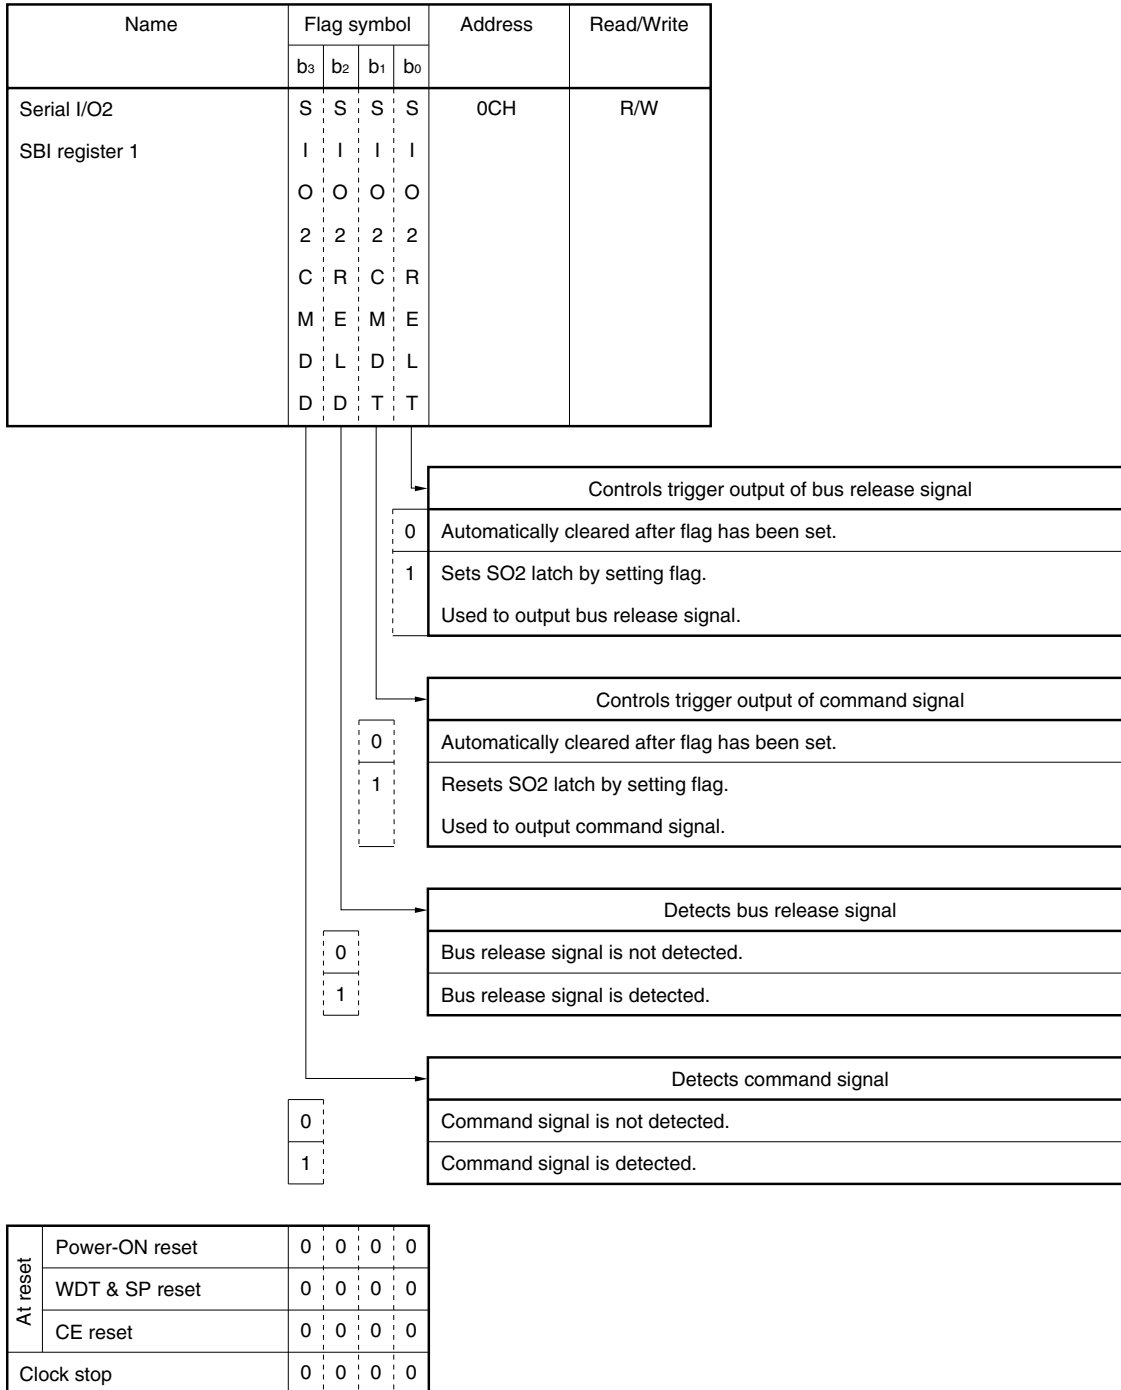 Name Flag symbol Address Read/Write
b3 b2 b1 b0
Serial I/O2 S S S S 0CH R/W
SBI register 1 I I I I
O O O O
2 2 2 2
C R C R
M E M E
D L D L
D D T T
Controls trigger output of bus release signal
0 Automatically cleared after flag has been set.
1 Sets SO2 latch by setting flag.
Used to output bus release signal.
Controls trigger output of command signal
0 Automatically cleared after flag has been set.
1 Resets SO2 latch by setting flag.
Used to output command signal.
Detects bus release signal
0 Bus release signal is not detected.
1 Bus release signal is detected.
Detects command signal
0 Command signal is not detected.
1 Command signal is detected.
At reset
Power-ON reset 0 0 0 0
WDT & SP reset 0 0 0 0
CE reset 0 0 0 0
Clock stop 0 0 0 0